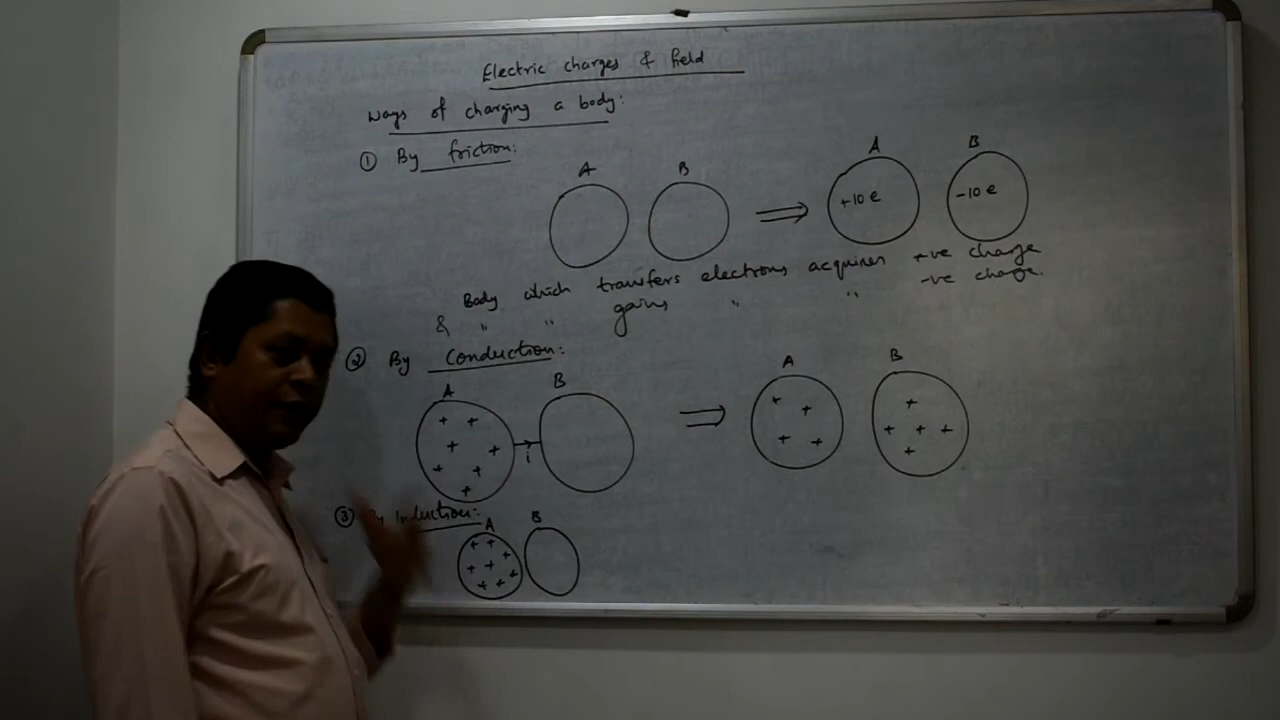 Electric charges & field
Ways of charging a body:
① By friction:
A B A B
+10 e -10 e
Body which transfers electrons acquires +ve charge
& " " gains " " -ve charge.
② By Conduction:
A B A B
+ + + + + + + + + + + + + + + +
i
③ By Induction:
A B
+ + + + + + + + +